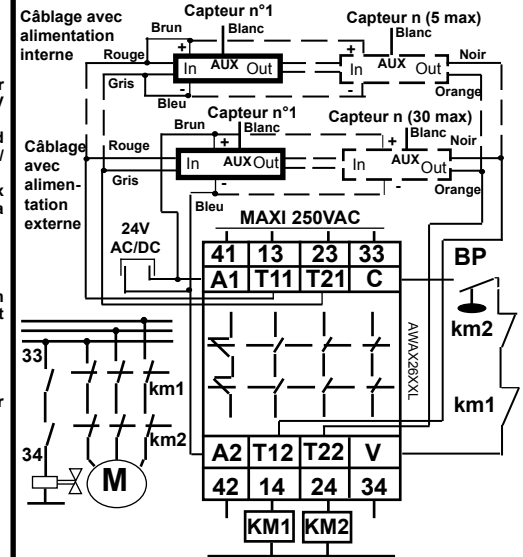 Câblage avec
alimentation
interne
Capteur n°1
Capteur n (5 max)
Brun
Blanc
Blanc
Rouge
+
+
Noir
In AUX Out
In AUX Out
Gris
-
-
Orange
Bleu
Capteur n°1
Capteur n (30 max)
Brun
Blanc
Blanc
Câblage
avec
alimen-
tation
externe
Rouge
+
+
Noir
In AUX Out
In AUX Out
Gris
-
-
Orange
Bleu
MAXI 250VAC
24V
AC/DC
41 13 23 33
A1 T11 T21 C
BP
km2
AWAX26XXL
33
km1
km1
km2
34
M
A2 T12 T22 V
42 14 24 34
KM1 KM2